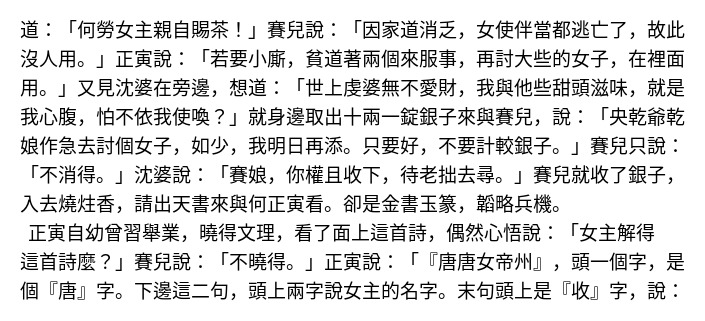 道：「何勞女主親自賜茶！」賽兒說：「因家道消乏，女使伴當都逃亡了，故此
沒人用。」正寅說：「若要小廝，貧道著兩個來服事，再討大些的女子，在裡面
用。」又見沈婆在旁邊，想道：「世上虔婆無不愛財，我與他些甜頭滋味，就是
我心腹，怕不依我使喚？」就身邊取出十兩一錠銀子來與賽兒，說：「央乾爺乾
娘作急去討個女子，如少，我明日再添。只要好，不要計較銀子。」賽兒只說：
「不消得。」沈婆說：「賽娘，你權且收下，待老拙去尋。」賽兒就收了銀子，
入去燒炷香，請出天書來與何正寅看。卻是金書玉篆，韜略兵機。
正寅自幼曾習舉業，曉得文理，看了面上這首詩，偶然心悟說：「女主解得
這首詩麼？」賽兒說：「不曉得。」正寅說：「『唐唐女帝州』，頭一個字，是
個『唐』字。下邊這二句，頭上兩字說女主的名字。末句頭上是『收』字，說：